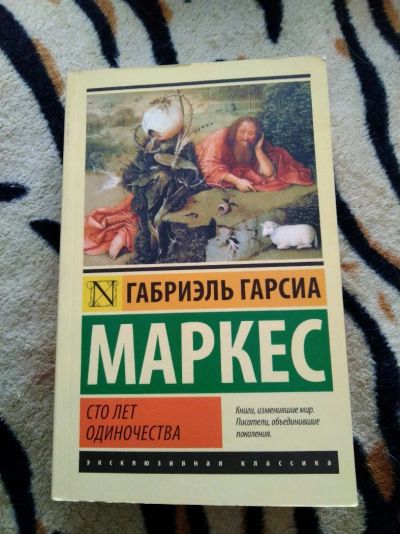 N ГАБРИЭЛЬ ГАРСИА
МАРКЕС
СТО ЛЕТ
ОДИНОЧЕСТВА
Книги, изменившие мир.
Писатели, объединившие
поколения.
эксклюзивная классика